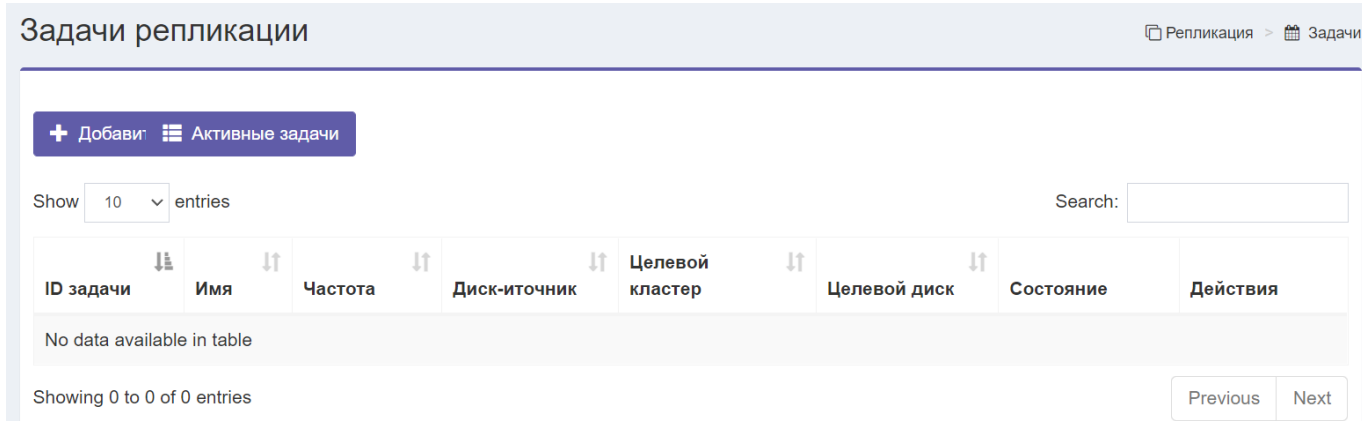 Задачи репликации
Репликация > Задачи
Добавит Активные задачи
Show 10 entries
Search:
ID задачи Имя Частота Диск-иточник Целевой кластер Целевой диск Состояние Действия
No data available in table
Showing 0 to 0 of 0 entries
Previous Next